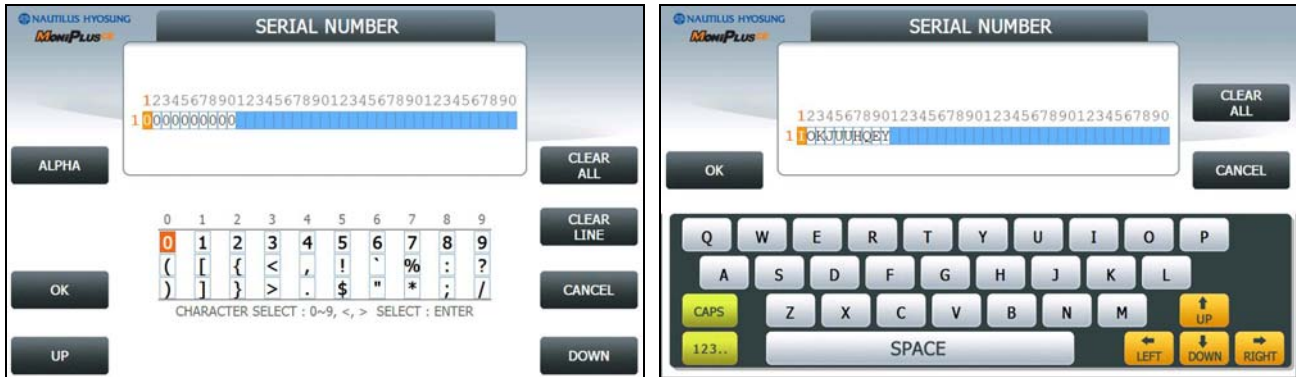 NAUTILUS HYOSUNG
MONIPLUS CE
SERIAL NUMBER
1234567890123456789012345678901234567890
1 0000000000
ALPHA
CLEAR ALL
0 1 2 3 4 5 6 7 8 9
0 1 2 3 4 5 6 7 8 9
( [ { < , ! ` % : ?
) ] } > . $ " * ; /
CLEAR LINE
OK
CANCEL
CHARACTER SELECT : 0~9, <, > SELECT : ENTER
UP
DOWN
NAUTILUS HYOSUNG
MONIPLUS CE
SERIAL NUMBER
CLEAR ALL
1234567890123456789012345678901234567890
1 IOKJUUHQEY
OK
CANCEL
Q W E R T Y U I O P
A S D F G H J K L
CAPS Z X C V B N M UP
123.. SPACE LEFT DOWN RIGHT